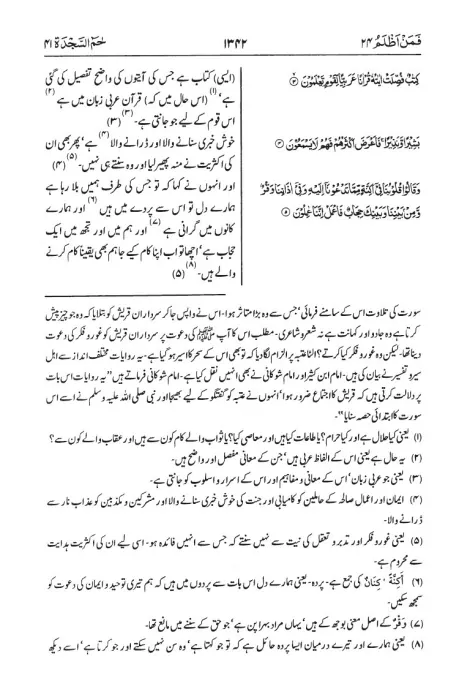 فَمَنْ أَظْلَمُ ۲۴
۱۳۴۲
حٰمٓ السَّجْدَة ۴۱
كِتٰبٌ فُصِّلَتْ اٰيٰتُهٗ قُرْاٰنًا عَرَبِيًّا لِّقَوْمٍ يَّعْلَمُوْنَ ۳
بَشِيْرًا وَّنَذِيْرًا فَاَعْرَضَ اَكْثَرُهُمْ فَهُمْ لَا يَسْمَعُوْنَ ۴
وَقَالُوْا قُلُوْبُنَا فِيْٓ اَكِنَّةٍ مِّمَّا تَدْعُوْنَآ اِلَيْهِ وَفِيْٓ اٰذَانِنَا وَقْرٌ
وَّمِنْۢ بَيْنِنَا وَبَيْنِكَ حِجَابٌ فَاعْمَلْ اِنَّنَا عٰمِلُوْنَ ۵
(ایسی) کتاب ہے جس کی آیتوں کی واضح تفصیل کی گئی
ہے،(۱) (اس حال میں کہ) قرآن عربی زبان میں ہے(۲)
اس قوم کے لیے جو جانتی ہے۔(۳) (۳)
خوش خبری سنانے والا اور ڈرانے والا(۴) ہے، پھر بھی ان
کی اکثریت نے منہ پھیر لیا اور وہ سنتے ہی نہیں۔(۵) (۴)
اور انہوں نے کہا کہ تو جس کی طرف ہمیں بلا رہا ہے
ہمارے دل تو اس سے پردے میں ہیں(۶) اور ہمارے
کانوں میں گرانی ہے(۷) اور ہم میں اور تجھ میں ایک
حجاب ہے، اچھا تو اب اپنا کام کیے جا ہم بھی یقیناً کام کرنے
والے ہیں۔(۸) (۵)
سورت کی تلاوت اس کے سامنے فرمائی، جس سے وہ بڑا متاثر ہوا۔ اس نے واپس جا کر سرداران قریش کو بتلایا کہ وہ جو چیز پیش
کرتا ہے وہ جادو اور کہانت ہے نہ شعر و شاعری۔ مطلب اس کا آپ ﷺ کی دعوت پر سرداران قریش کو غور و فکر کی دعوت
دینا تھا۔ لیکن وہ غور و فکر کیا کرتے؟ الٹا عتبہ پر الزام لگا دیا کہ تو بھی اس کے سحر کا اسیر ہو گیا ہے۔ یہ روایات مختلف انداز سے اہل
سیر و تفسیر نے بیان کی ہیں۔ امام ابن کثیر اور امام شوکانی نے بھی انہیں نقل کیا ہے۔ امام شوکانی فرماتے ہیں "یہ روایات اس بات
پر دلالت کرتی ہیں کہ قریش کا اجتماع ضرور ہوا، انہوں نے عتبہ کو گفتگو کے لیے بھیجا اور نبی صلی اللہ علیہ وسلم نے اسے اس
سورت کا ابتدائی حصہ سنایا"۔
(۱) یعنی کیا حلال ہے اور کیا حرام؟ یا طاعات کیا ہیں اور معاصی کیا؟ یا ثواب والے کام کون سے ہیں اور عقاب والے کون سے؟
(۲) یہ حال ہے یعنی اس کے الفاظ عربی ہیں، جن کے معانی مفصل اور واضح ہیں۔
(۳) یعنی جو عربی زبان، اس کے معانی و مفاہیم اور اس کے اسرار و اسلوب کو جانتی ہے۔
(۴) ایمان اور اعمال صالحہ کے حاملین کو کامیابی اور جنت کی خوش خبری سنانے والا اور مشرکین و مکذبین کو عذاب نار سے
ڈرانے والا۔
(۵) یعنی غور و فکر اور تدبر و تعقل کی نیت سے نہیں سنتے کہ جس سے انہیں فائدہ ہو۔ اسی لیے ان کی اکثریت ہدایت
سے محروم ہے۔
(۶) أَكِنَّةٌ، كِنَانٌ کی جمع ہے۔ پردہ۔ یعنی ہمارے دل اس بات سے پردوں میں ہیں کہ ہم تیری توحید و ایمان کی دعوت کو
سمجھ سکیں۔
(۷) وَقْرٌ کے اصل معنی بوجھ کے ہیں، یہاں مراد بہرا پن ہے، جو حق کے سننے میں مانع تھا۔
(۸) یعنی ہمارے اور تیرے درمیان ایسا پردہ حائل ہے کہ تو جو کہتا ہے، وہ سن نہیں سکتے اور جو کرتا ہے، اسے دیکھ